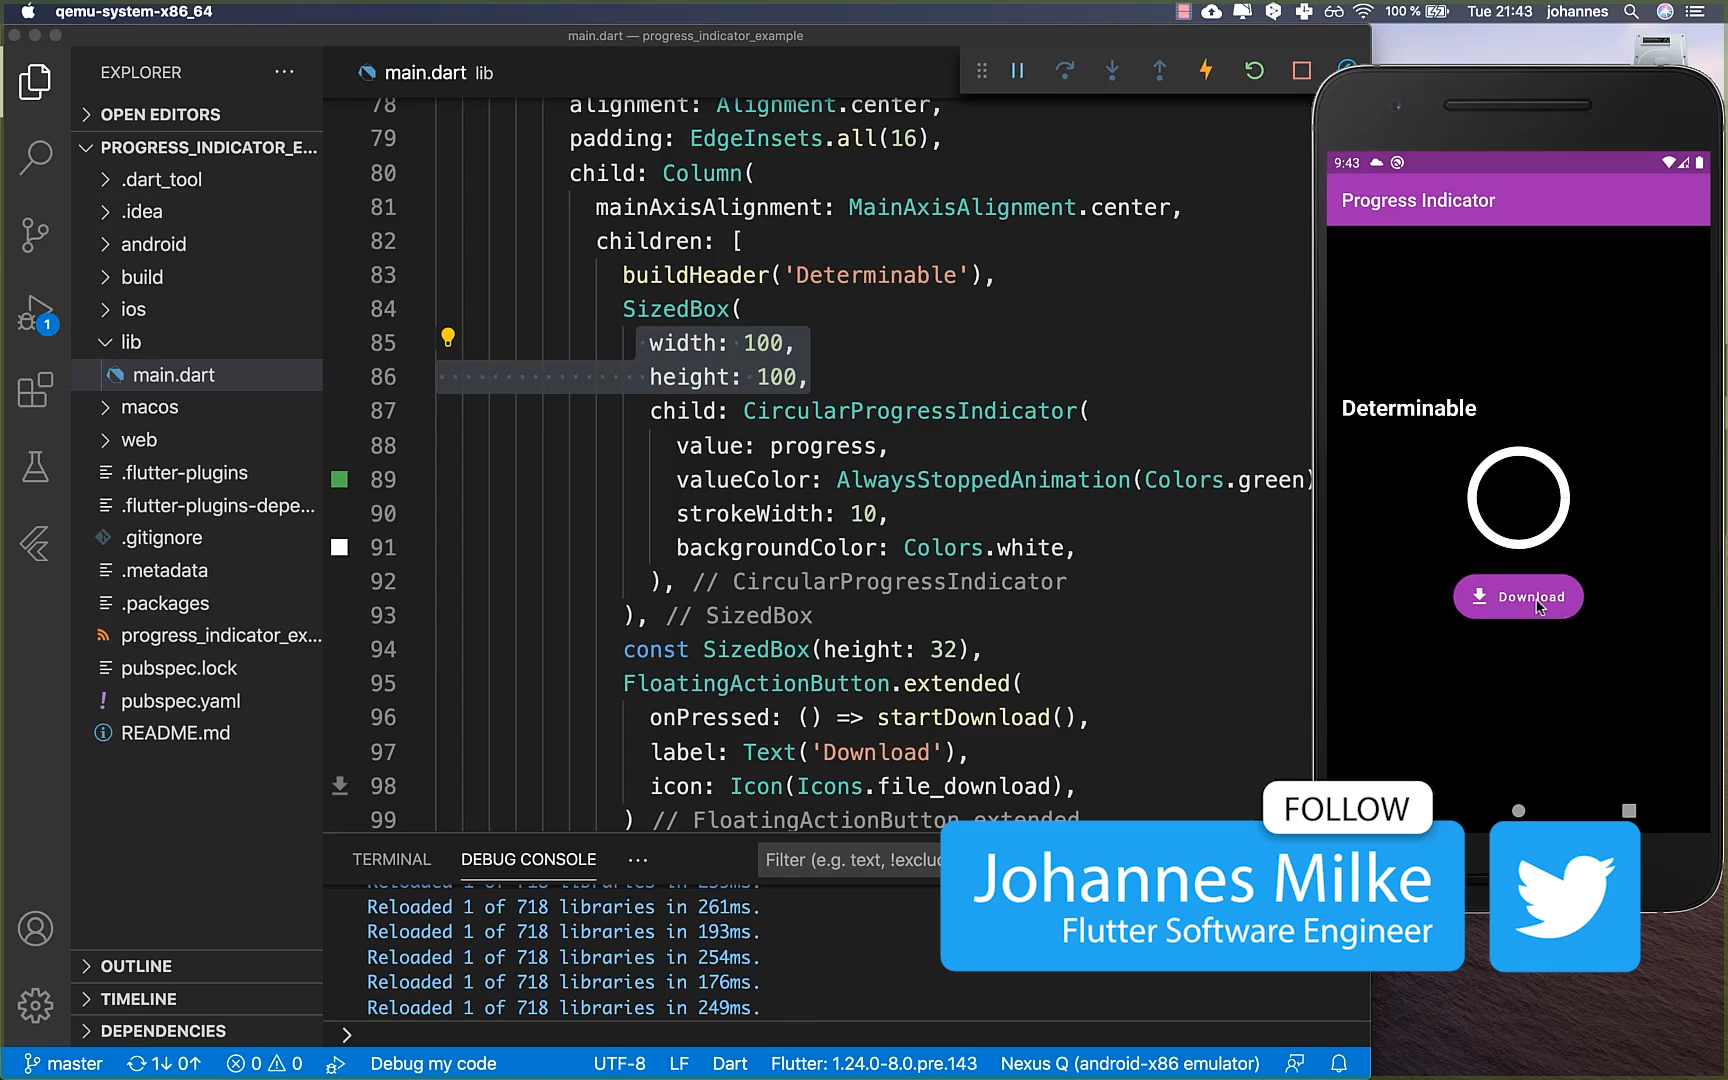 qemu-system-x86_64
100 %
Tue 21:43
johannes
main.dart — progress_indicator_example
EXPLORER
main.dart lib
OPEN EDITORS
PROGRESS_INDICATOR_E...
.dart_tool
.idea
android
build
ios
lib
main.dart
macos
web
.flutter-plugins
.flutter-plugins-depe...
.gitignore
.metadata
.packages
progress_indicator_ex...
pubspec.lock
pubspec.yaml
README.md
OUTLINE
TIMELINE
DEPENDENCIES
1
78 alignment: Alignment.center,
79 padding: EdgeInsets.all(16),
80 child: Column(
81 mainAxisAlignment: MainAxisAlignment.center,
82 children: [
83 buildHeader('Determinable'),
84 SizedBox(
85 width: 100,
86 height: 100,
87 child: CircularProgressIndicator(
88 value: progress,
89 valueColor: AlwaysStoppedAnimation(Colors.green)
90 strokeWidth: 10,
91 backgroundColor: Colors.white,
92 ), // CircularProgressIndicator
93 ), // SizedBox
94 const SizedBox(height: 32),
95 FloatingActionButton.extended(
96 onPressed: () => startDownload(),
97 label: Text('Download'),
98 icon: Icon(Icons.file_download),
99 ) // FloatingActionButton.extended
TERMINAL
DEBUG CONSOLE
Filter (e.g. text, !exclu
Reloaded 1 of 718 libraries in 259ms.
Reloaded 1 of 718 libraries in 261ms.
Reloaded 1 of 718 libraries in 193ms.
Reloaded 1 of 718 libraries in 254ms.
Reloaded 1 of 718 libraries in 176ms.
Reloaded 1 of 718 libraries in 249ms.
9:43
Progress Indicator
Determinable
Download
FOLLOW
Johannes Milke
Flutter Software Engineer
master
1↓ 0↑
0
0
Debug my code
UTF-8
LF
Dart
Flutter: 1.24.0-8.0.pre.143
Nexus Q (android-x86 emulator)